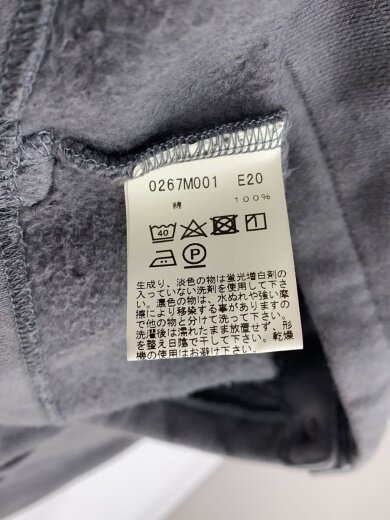 0267M001 E20
綿 100%
40
P
生成り、淡色の物は蛍光増白剤の
入っていない洗剤を使用して下さ
い。濃色の物は、水ぬれや強い摩
擦により移染する事がありますの
で他の物と分けて洗って下さい。
洗濯後は濡れたまま放置せず、形
を整え日陰で干して下さい。乾燥
機の使用はお避け下さい。